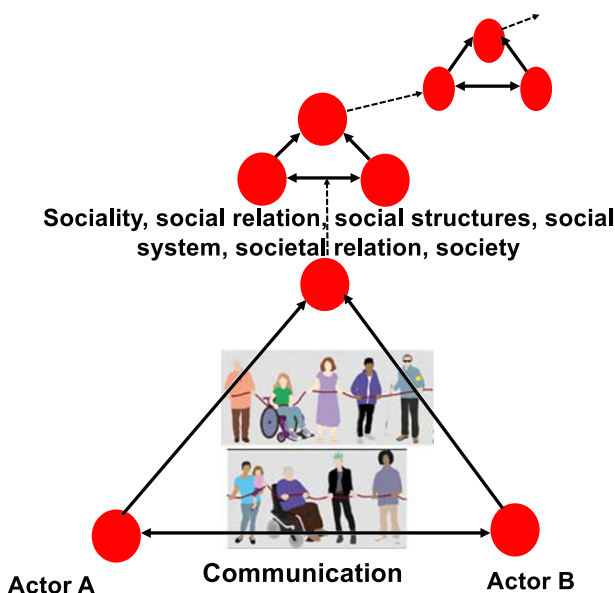 Sociality, social relation, social structures, social
system, societal relation, society
Communication
Actor A
Actor B